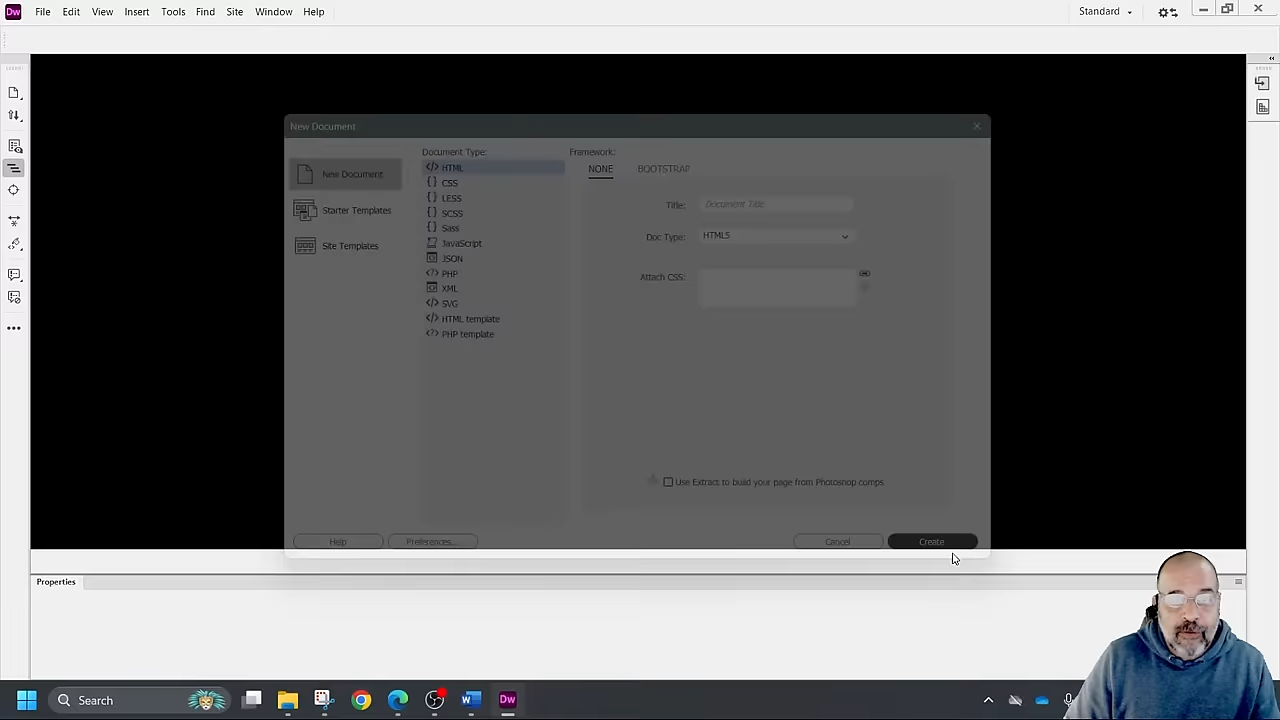 Dw File Edit View Insert Tools Find Site Window Help Standard
New Document
Document Type: Framework:
New Document
Starter Templates
Site Templates
HTML
CSS
LESS
SCSS
Sass
JavaScript
JSON
PHP
XML
SVG
HTML template
PHP template
NONE BOOTSTRAP
Title: Document Title
Doc Type: HTML5
Attach CSS:
Use Extract to build your page from Photoshop comps
Help Preferences... Cancel Create
Properties
Search Dw